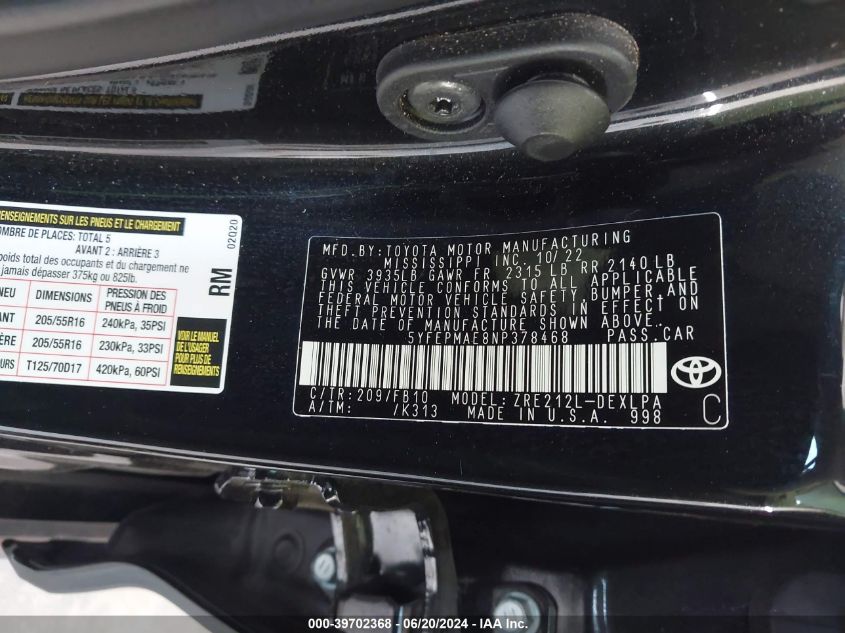 RENSEIGNEMENTS SUR LES PNEUS ET LE CHARGEMENT
NOMBRE DE PLACES: TOTAL 5
AVANT 2 : ARRIÈRE 3
poids total des occupants et du chargement ne
jamais dépasser 375kg ou 825lb.
PNEU DIMENSIONS PRESSION DES PNEUS À FROID
205/55R16 240kPa, 35PSI
205/55R16 230kPa, 33PSI
T125/70D17 420kPa, 60PSI
VOIR LE MANUEL
DE L'USAGER
POUR PLUS DE
RENSEIGNEMENTS
RM
02020
MFD.BY:TOYOTA MOTOR MANUFACTURING
MISSISSIPPI INC. 10/22
GVWR 3935LB GAWR FR 2315 LB RR 2140 LB
THIS VEHICLE CONFORMS TO ALL APPLICABLE
FEDERAL MOTOR VEHICLE SAFETY,BUMPER,AND
THEFT PREVENTION STANDARDS IN EFFECT ON
THE DATE OF MANUFACTURE SHOWN ABOVE.
5YFEPMAE8NP378468 PASS.CAR
C/TR:209/FB10 MODEL: ZRE212L-DEXLPA
A/TM: /K313 MADE IN U.S.A. 998
C
000-39702368 - 06/20/2024 - IAA Inc.